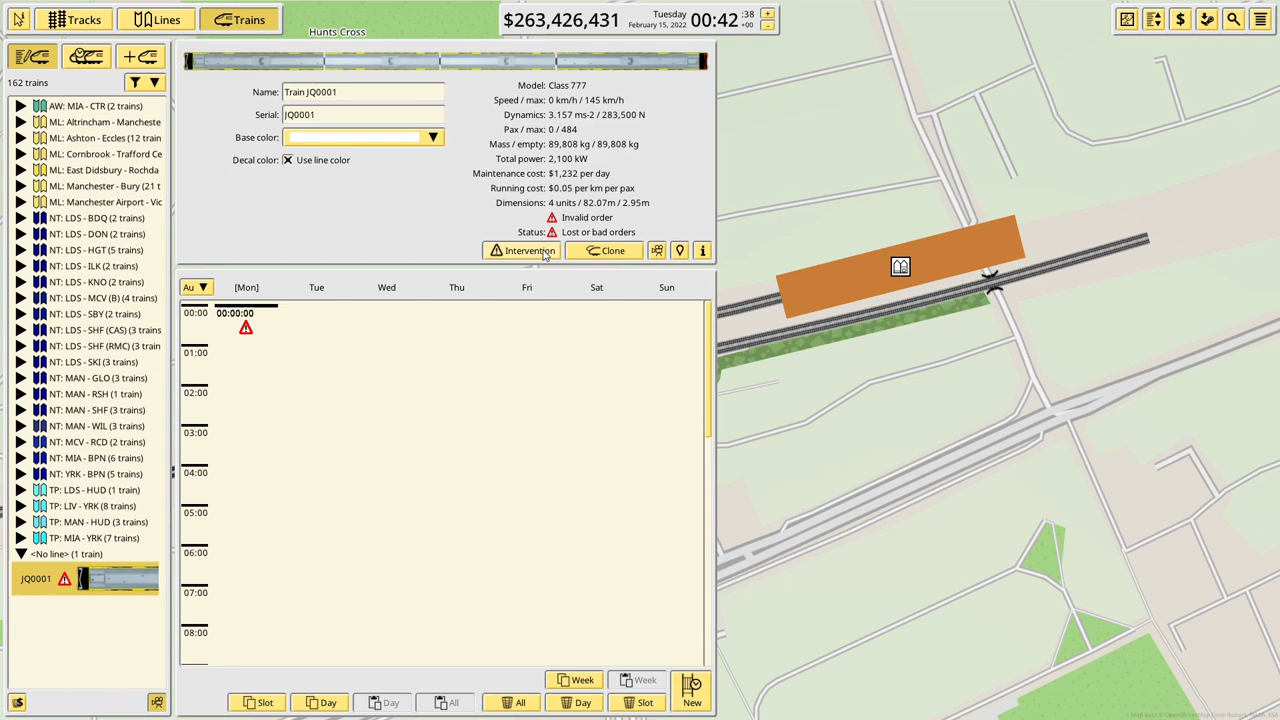 Tracks
Lines
Trains
Hunts Cross
$263,426,431
Tuesday
February 15, 2022
00:42
:38
+00
162 trains
AW: MIA - CTR (2 trains)
ML: Altrincham - Mancheste
ML: Ashton - Eccles (12 train
ML: Cornbrook - Trafford Ce
ML: East Didsbury - Rochda
ML: Manchester - Bury (21 t
ML: Manchester Airport - Vic
NT: LDS - BDQ (2 trains)
NT: LDS - DON (2 trains)
NT: LDS - HGT (5 trains)
NT: LDS - ILK (2 trains)
NT: LDS - KNO (2 trains)
NT: LDS - MCV (B) (4 trains)
NT: LDS - SBY (2 trains)
NT: LDS - SHF (CAS) (3 trains
NT: LDS - SHF (RMC) (3 train
NT: LDS - SKI (3 trains)
NT: MAN - GLO (3 trains)
NT: MAN - RSH (1 train)
NT: MAN - SHF (3 trains)
NT: MAN - WIL (3 trains)
NT: MCV - RCD (2 trains)
NT: MIA - BPN (6 trains)
NT: YRK - BPN (5 trains)
TP: LDS - HUD (1 train)
TP: LIV - YRK (8 trains)
TP: MAN - HUD (3 trains)
TP: MIA - YRK (7 trains)
<No line> (1 train)
JQ0001
Name: Train JQ0001
Serial: JQ0001
Base color:
Decal color: Use line color
Model: Class 777
Speed / max: 0 km/h / 145 km/h
Dynamics: 3.157 ms-2 / 283,500 N
Pax / max: 0 / 484
Mass / empty: 89,808 kg / 89,808 kg
Total power: 2,100 kW
Maintenance cost: $1,232 per day
Running cost: $0.05 per km per pax
Dimensions: 4 units / 82.07m / 2.95m
Invalid order
Status: Lost or bad orders
Intervention
Clone
Au
[Mon]
Tue
Wed
Thu
Fri
Sat
Sun
00:00
00:00:00
01:00
02:00
03:00
04:00
05:00
06:00
07:00
08:00
Week
Week
Slot
Day
Day
All
All
Day
Slot
New